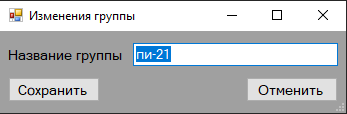 Изменения группы
Название группы пи-21
Сохранить Отменить